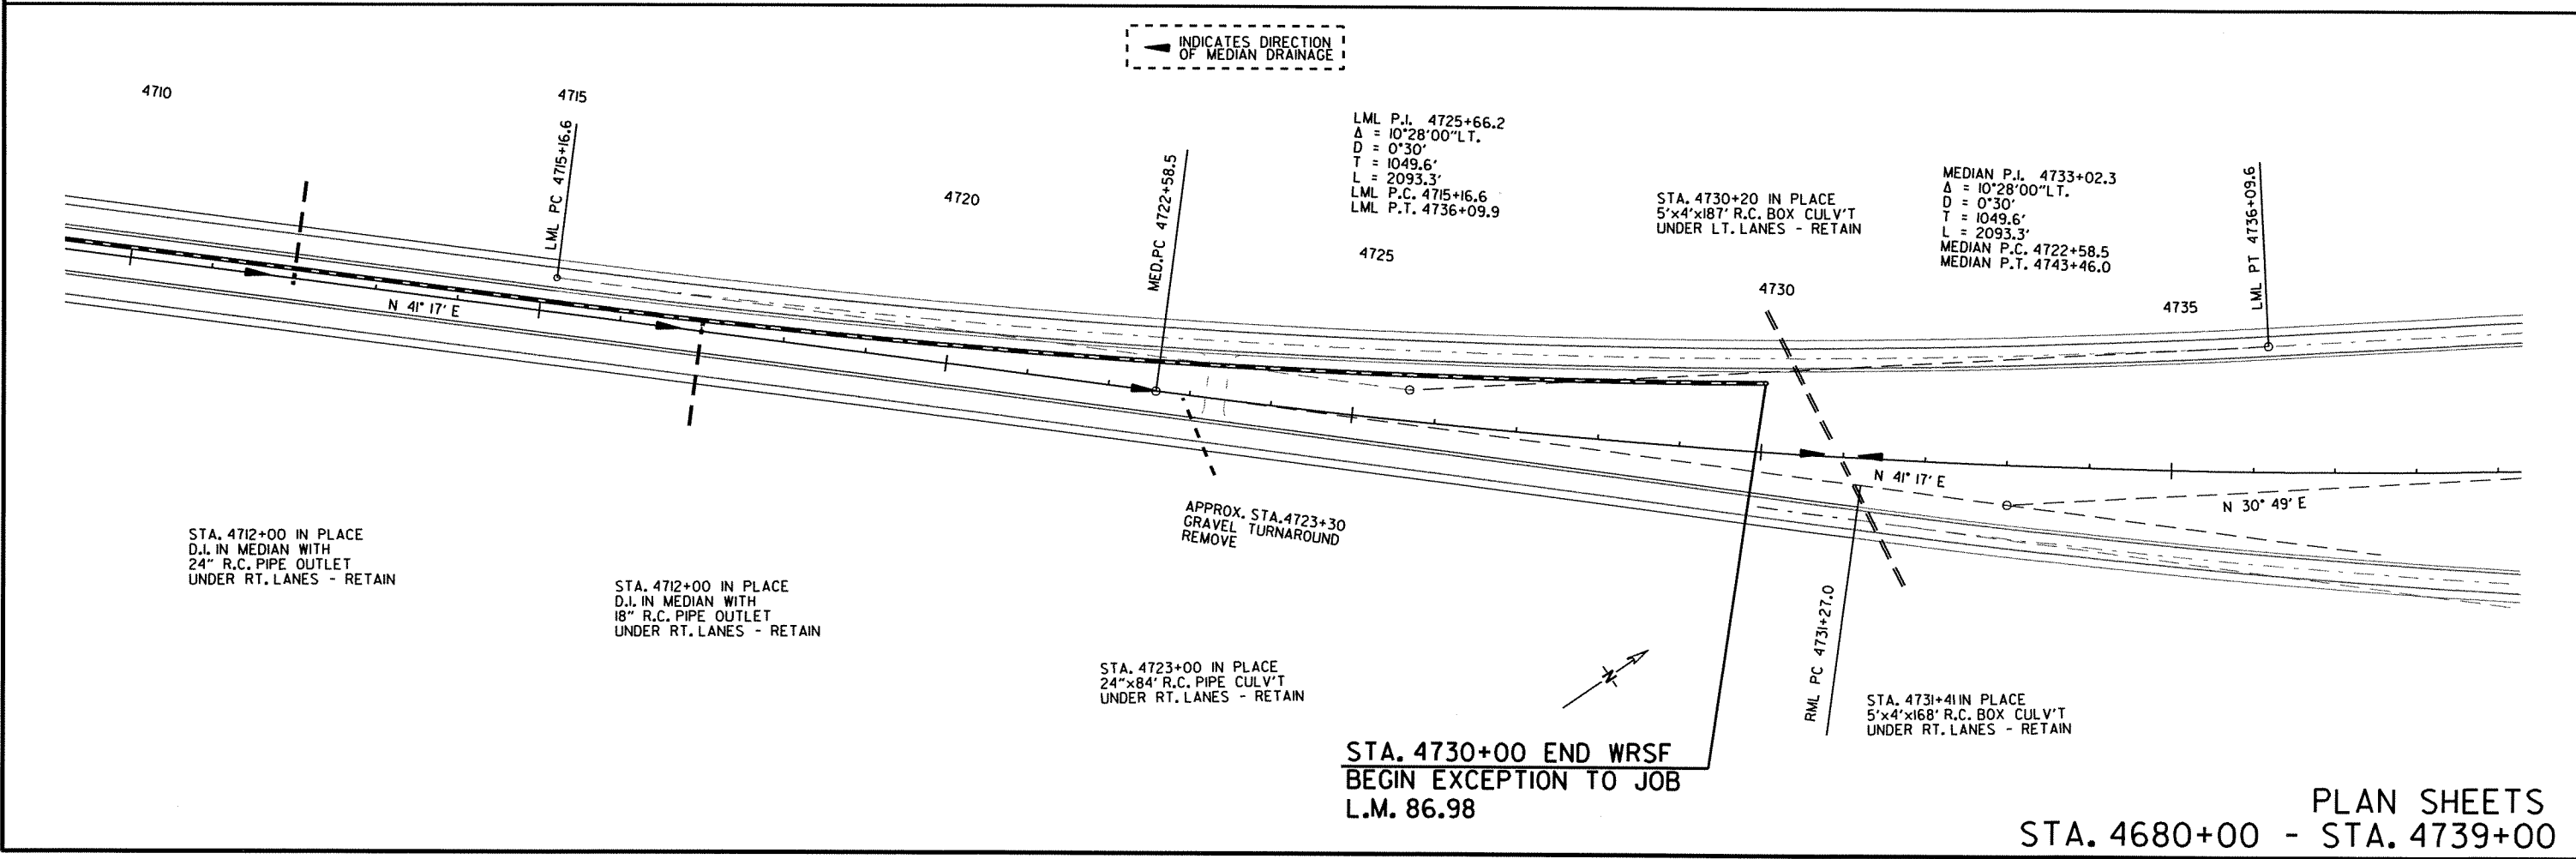 INDICATES DIRECTION
OF MEDIAN DRAINAGE
4710
4715
LML PC 4715+16.6
4720
MED.PC 4722+58.5
LML P.I. 4725+66.2
Δ = 10°28'00"LT.
D = 0°30'
T = 1049.6'
L = 2093.3'
LML P.C. 4715+16.6
LML P.T. 4736+09.9
4725
STA. 4730+20 IN PLACE
5'x4'x187' R.C. BOX CULV'T
UNDER LT. LANES - RETAIN
4730
MEDIAN P.I. 4733+02.3
Δ = 10°28'00"LT.
D = 0°30'
T = 1049.6'
L = 2093.3'
MEDIAN P.C. 4722+58.5
MEDIAN P.T. 4743+46.0
4735
LML PT 4736+09.6
N 41° 17' E
N 41° 17' E
N 30° 49' E
STA. 4712+00 IN PLACE
D.I. IN MEDIAN WITH
24" R.C. PIPE OUTLET
UNDER RT. LANES - RETAIN
STA. 4712+00 IN PLACE
D.I. IN MEDIAN WITH
18" R.C. PIPE OUTLET
UNDER RT. LANES - RETAIN
APPROX. STA.4723+30
GRAVEL TURNAROUND
REMOVE
STA. 4723+00 IN PLACE
24"x84' R.C. PIPE CULV'T
UNDER RT. LANES - RETAIN
N
RML PC 4731+27.0
STA. 4731+41 IN PLACE
5'x4'x168' R.C. BOX CULV'T
UNDER RT. LANES - RETAIN
STA. 4730+00 END WRSF
BEGIN EXCEPTION TO JOB
L.M. 86.98
PLAN SHEETS
STA. 4680+00 - STA. 4739+00